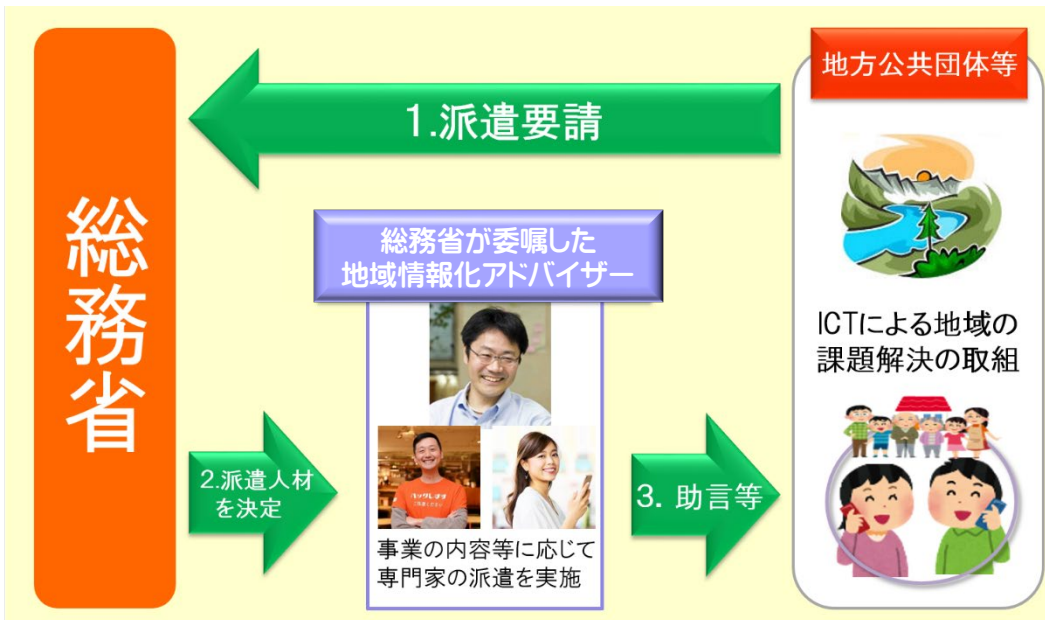 総務省
1.派遣要請
地方公共団体等
総務省が委嘱した
地域情報化アドバイザー
ICTによる地域の
課題解決の取組
2.派遣人材
を決定
3. 助言等
事業の内容等に応じて
専門家の派遣を実施